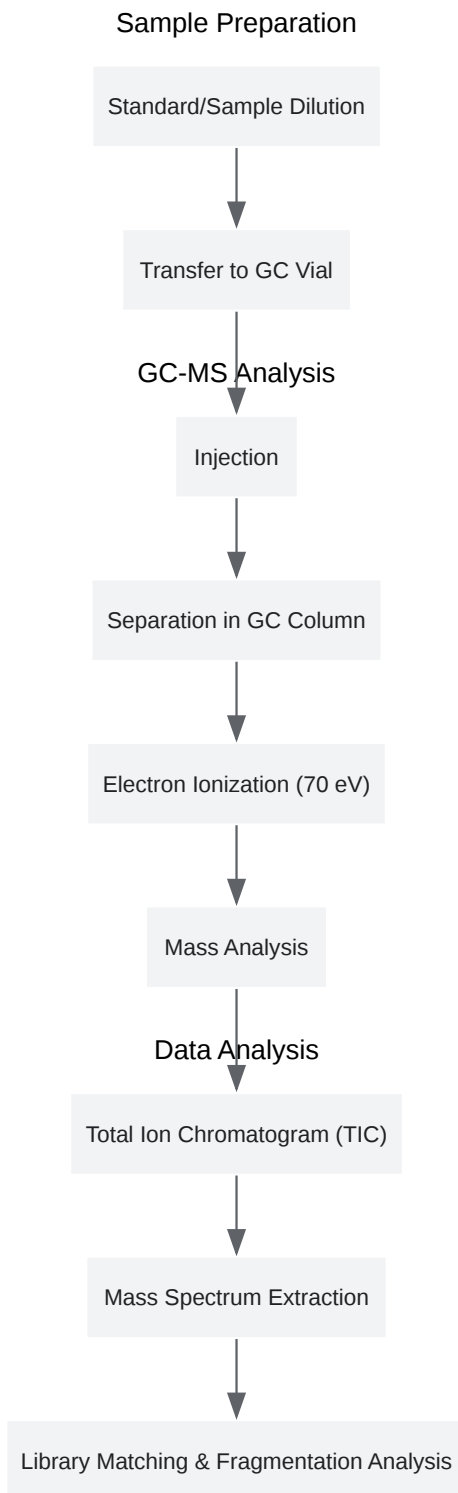 Sample Preparation
Standard/Sample Dilution
Transfer to GC Vial
GC-MS Analysis
Injection
Separation in GC Column
Electron Ionization (70 eV)
Mass Analysis
Data Analysis
Total Ion Chromatogram (TIC)
Mass Spectrum Extraction
Library Matching & Fragmentation Analysis